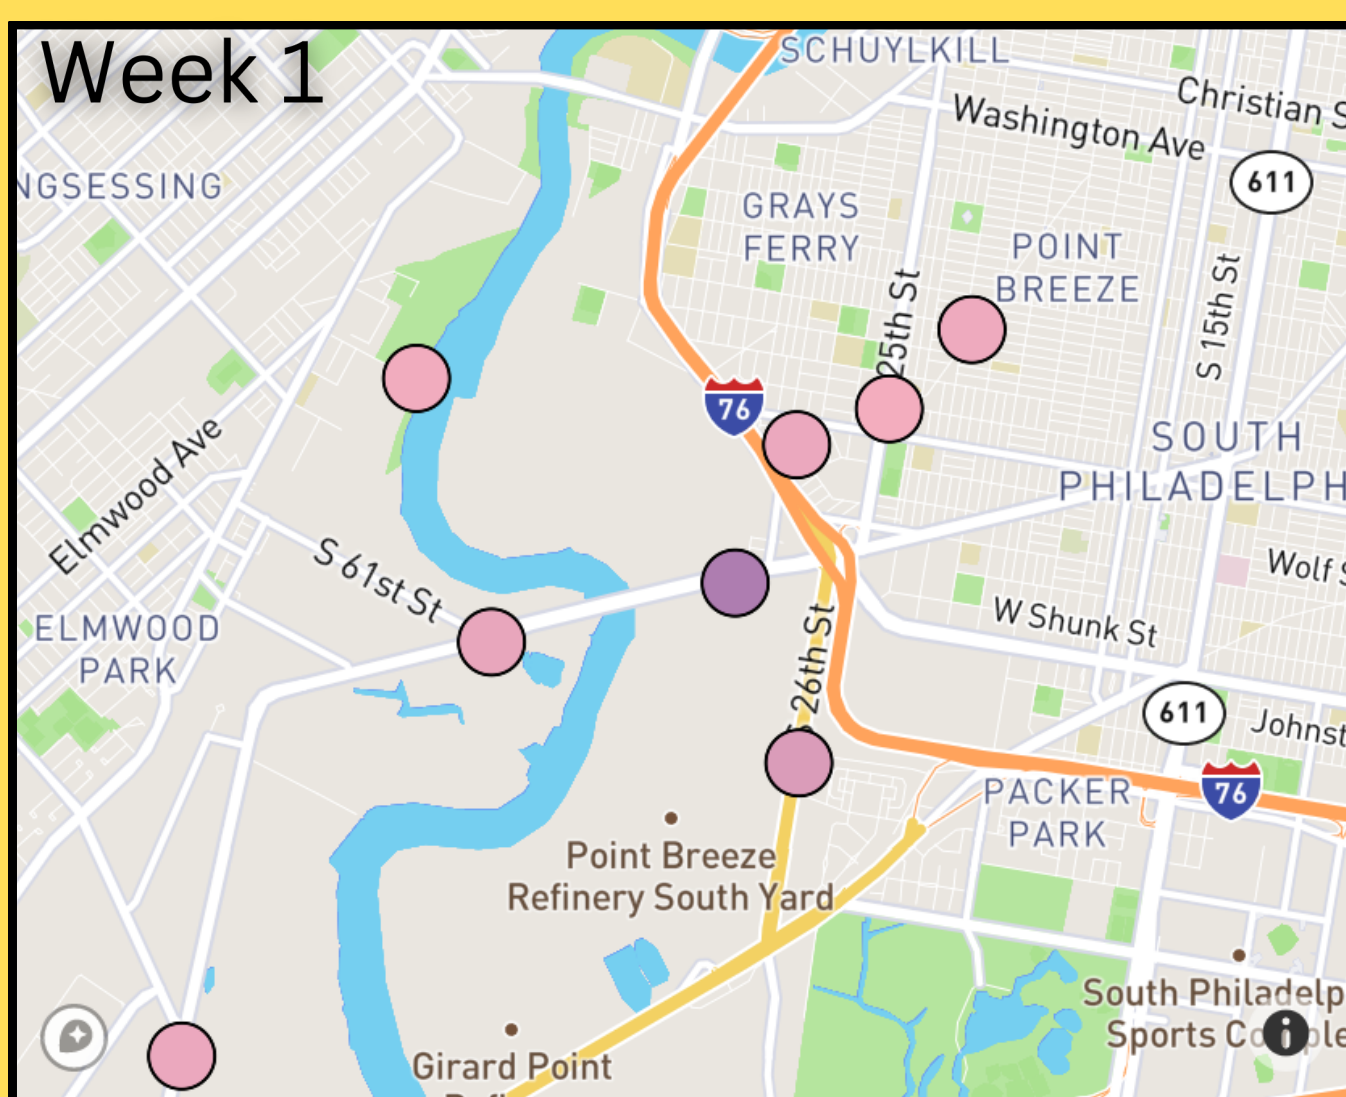 Week 1
SCHUYLKILL
Christian S
Washington Ave
611
NGSESSING
GRAYS
FERRY
POINT
BREEZE
25th St
S 15th St
76
Elmwood Ave
SOUTH
PHILADELPH
S 61st St
Wolf S
W Shunk St
ELMWOOD
PARK
S 26th St
611
Johnst
76
PACKER
PARK
Point Breeze
Refinery South Yard
South Philadelp
Sports Co ple
Girard Point